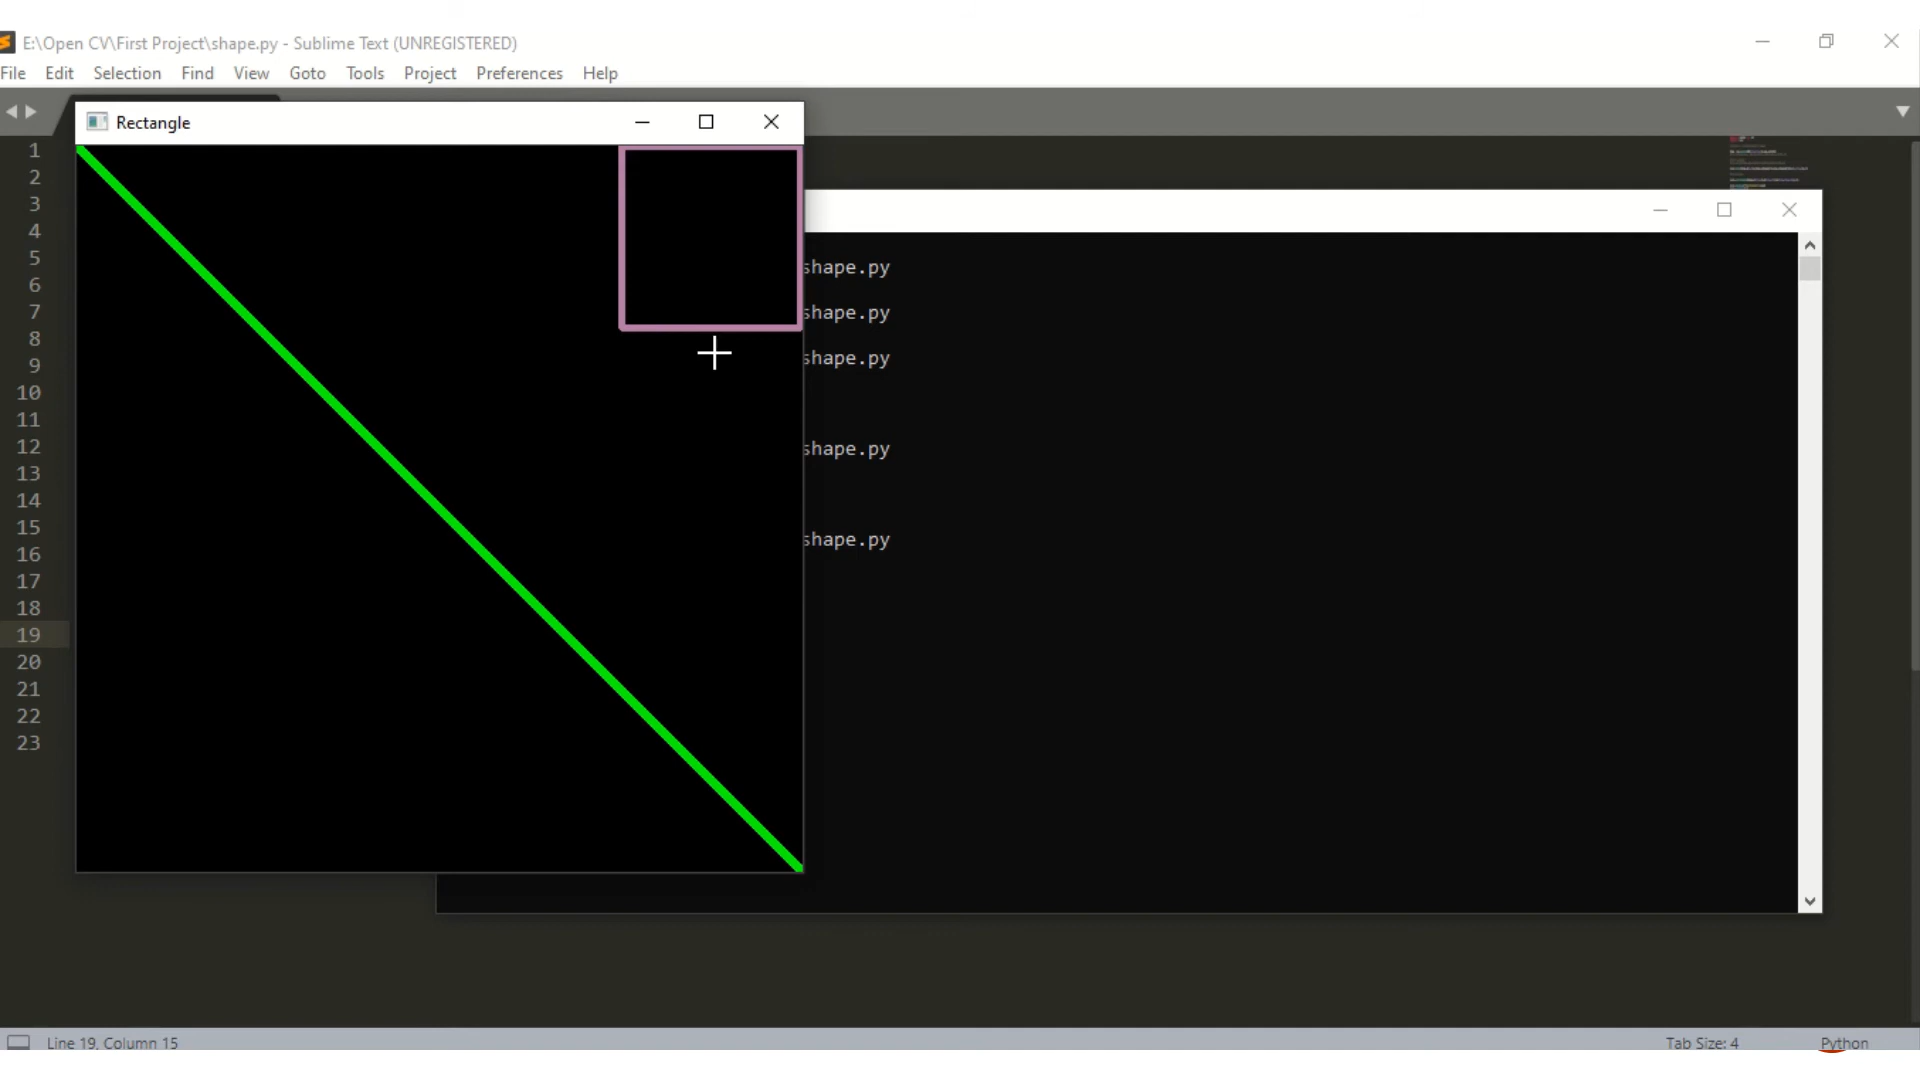 E:\Open CV\First Project\shape.py - Sublime Text (UNREGISTERED)
File Edit Selection Find View Goto Tools Project Preferences Help
Rectangle
1
2
3
4
5
6
7
8
9
10
11
12
13
14
15
16
17
18
19
20
21
22
23
shape.py
shape.py
shape.py
shape.py
shape.py
Line 19, Column 15
Tab Size: 4
Python